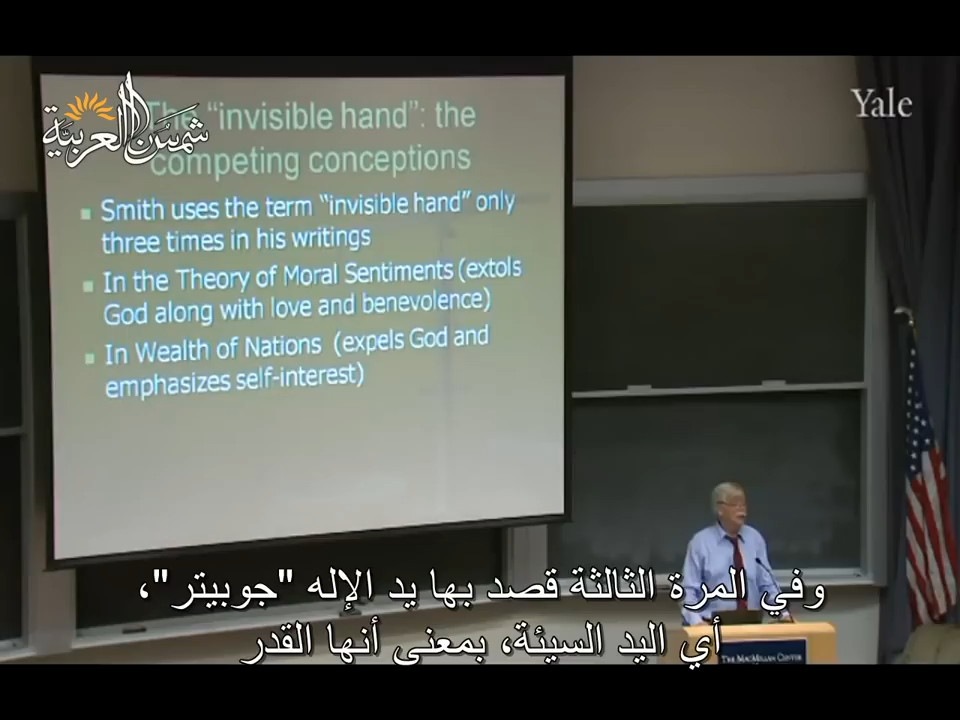 شمس العربية
Yale
The “invisible hand”: the
competing conceptions
Smith uses the term “invisible hand” only
three times in his writings
In the Theory of Moral Sentiments (extols
God along with love and benevolence)
In Wealth of Nations (expels God and
emphasizes self-interest)
وفي المرة الثالثة قصد بها يد الإله "جوبيتر"،
أي اليد السيئة، بمعنى أنها القدر
THE MACMILLAN CENTER